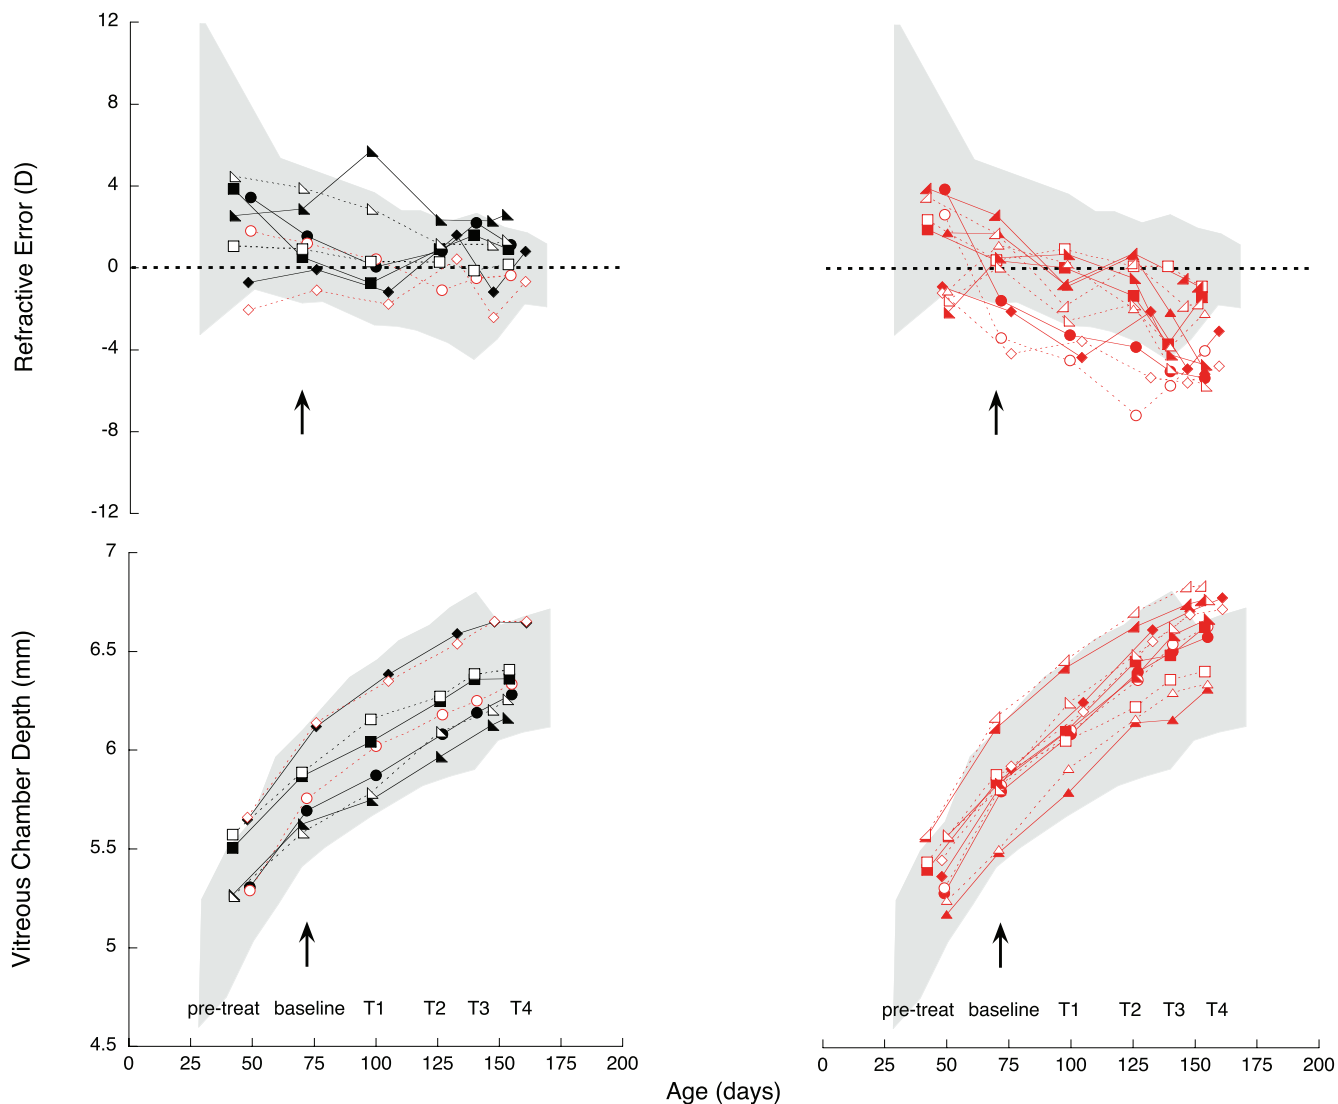 12
8
4
0
-4
-8
-12
Refractive Error (D)
7
6.5
6
5.5
5
4.5
Vitreous Chamber Depth (mm)
pre-treat baseline T1 T2 T3 T4
pre-treat baseline T1 T2 T3 T4
0 25 50 75 100 125 150 175 200
0 25 50 75 100 125 150 175 200
Age (days)